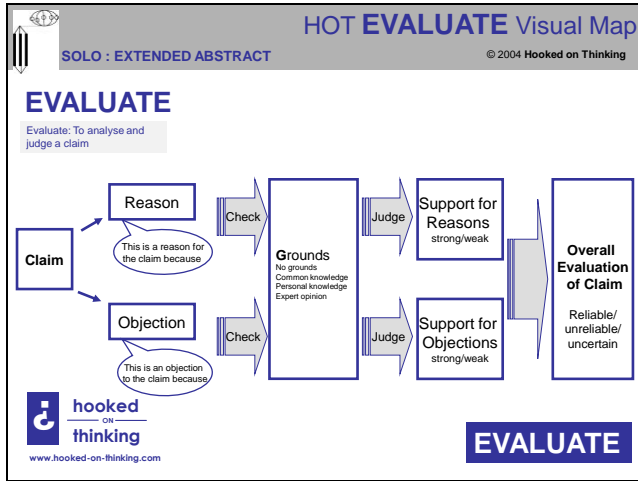 HOT EVALUATE Visual Map
SOLO : EXTENDED ABSTRACT
© 2004 Hooked on Thinking
EVALUATE
Evaluate: To analyse and
judge a claim
Claim
Reason
This is a reason for
the claim because
Objection
This is an objection
to the claim because
Check
Check
Grounds
No grounds
Common knowledge
Personal knowledge
Expert opinion
Judge
Judge
Support for
Reasons
strong/weak
Support for
Objections
strong/weak
Overall
Evaluation
of Claim
Reliable/
unreliable/
uncertain
hooked
ON
thinking
www.hooked-on-thinking.com
EVALUATE